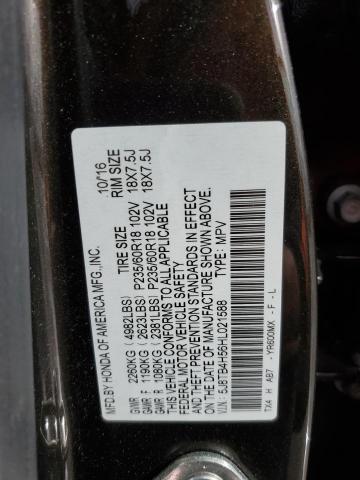 MFD.BY HONDA OF AMERICA MFG.,INC. 10/16
TIRE SIZE RIM SIZE
GVWR 2260KG (4982LBS)
GAWR F 1190KG (2623LBS) P235/60R18 102V 18X7.5J
GAWR R 1080KG (2381LBS) P235/60R18 102V 18X7.5J
THIS VEHICLE CONFORMS TO ALL APPLICABLE
FEDERAL MOTOR VEHICLE SAFETY
AND THEFT PREVENTION STANDARDS IN EFFECT
ON THE DATE OF MANUFACTURE SHOWN ABOVE.
V.I.N.: 5J8TB4H56HL021588 TYPE: MPV
TX4 H AB7 -YR600MX - F - L